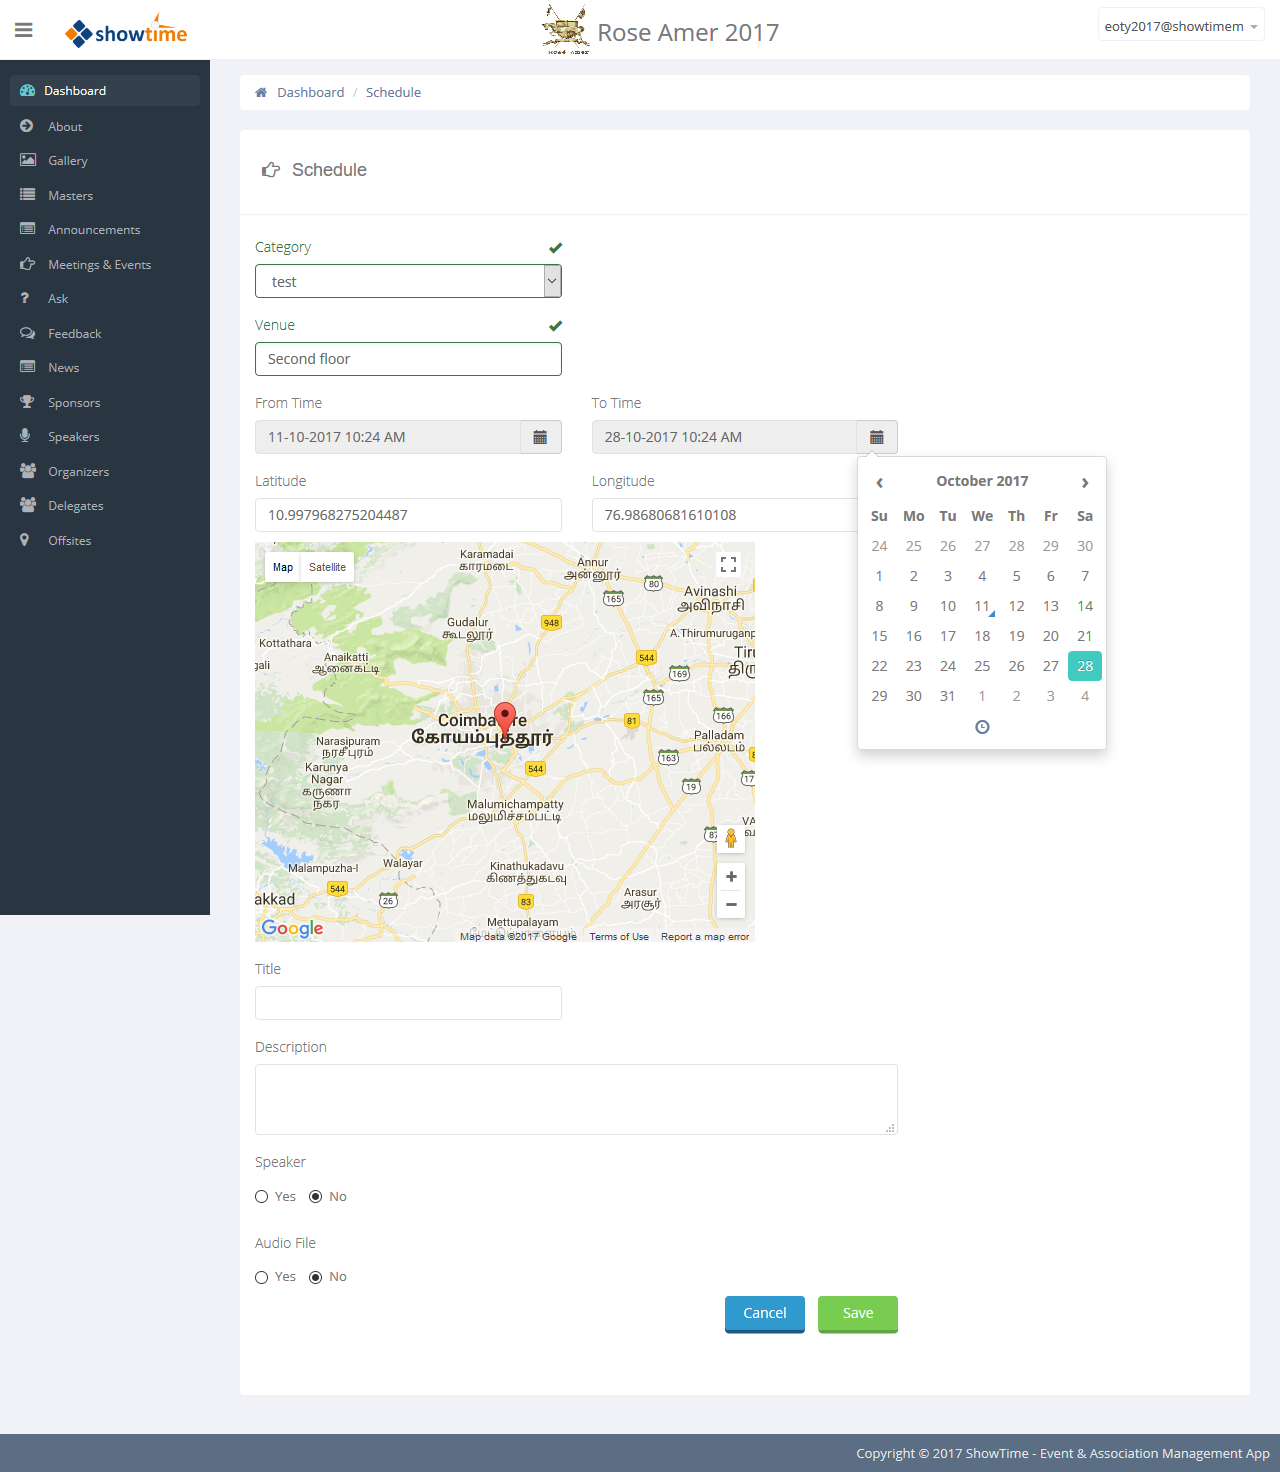 showtime
Rose Amer 2017
eoty2017@showtimem
Dashboard
About
Gallery
Masters
Announcements
Meetings & Events
Ask
Feedback
News
Sponsors
Speakers
Organizers
Delegates
Offsites
Dashboard / Schedule
Schedule
Category
test
Venue
Second floor
From Time
To Time
11-10-2017 10:24 AM
28-10-2017 10:24 AM
Latitude
Longitude
10.997968275204487
76.98680681610108
‹ October 2017 ›
Su Mo Tu We Th Fr Sa
24 25 26 27 28 29 30
1 2 3 4 5 6 7
8 9 10 11 12 13 14
15 16 17 18 19 20 21
22 23 24 25 26 27 28
29 30 31 1 2 3 4
Map Satellite
Karamadai
காரமடை
Annur
அன்னூர்
80
165
Avinashi
அவிநாசி
Gudalur
கூடலூர்
948
A.Thirumuruganp
Kottathara
gali
Anaikatti
ஆனைகட்டி
544
Tiru
திரு
169
165
166
Coimbatore
கோயம்புத்தூர்
81
Palladam
பல்லடம்
Narasipuram
நரசீபுரம்
163
Karunya
Nagar
கருணா
நகர்
544
19
17
Malumichampatty
மலுமிச்சம்பட்டி
87
Malampuzha-I
Walayar
Kinathukadavu
கிணத்துகடவு
544
akkad
26
83
Arasur
அரசூர்
Mettupalayam
Google
Map data ©2017 Google Terms of Use Report a map error
Title
Description
Speaker
Yes No
Audio File
Yes No
Cancel Save
Copyright © 2017 ShowTime - Event & Association Management App